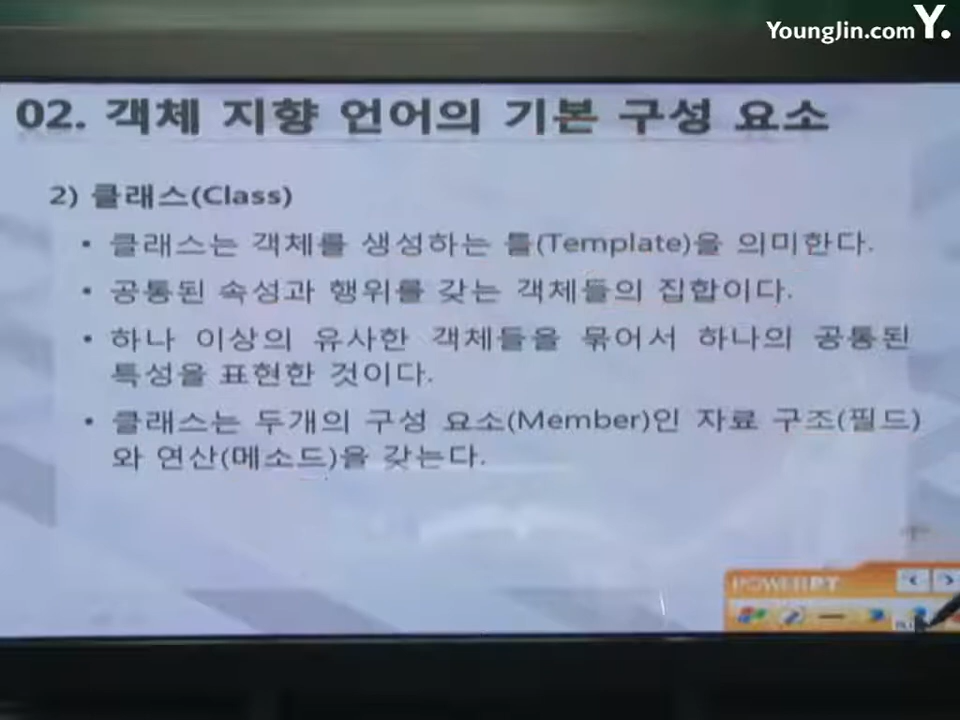 YoungJin.com Y.
02. 객체 지향 언어의 기본 구성 요소
2) 클래스(Class)
• 클래스는 객체를 생성하는 틀(Template)을 의미한다.
• 공통된 속성과 행위를 갖는 객체들의 집합이다.
• 하나 이상의 유사한 객체들을 묶어서 하나의 공통된
특성을 표현한 것이다.
• 클래스는 두개의 구성 요소(Member)인 자료 구조(필드)
와 연산(메소드)을 갖는다.
POWERPT